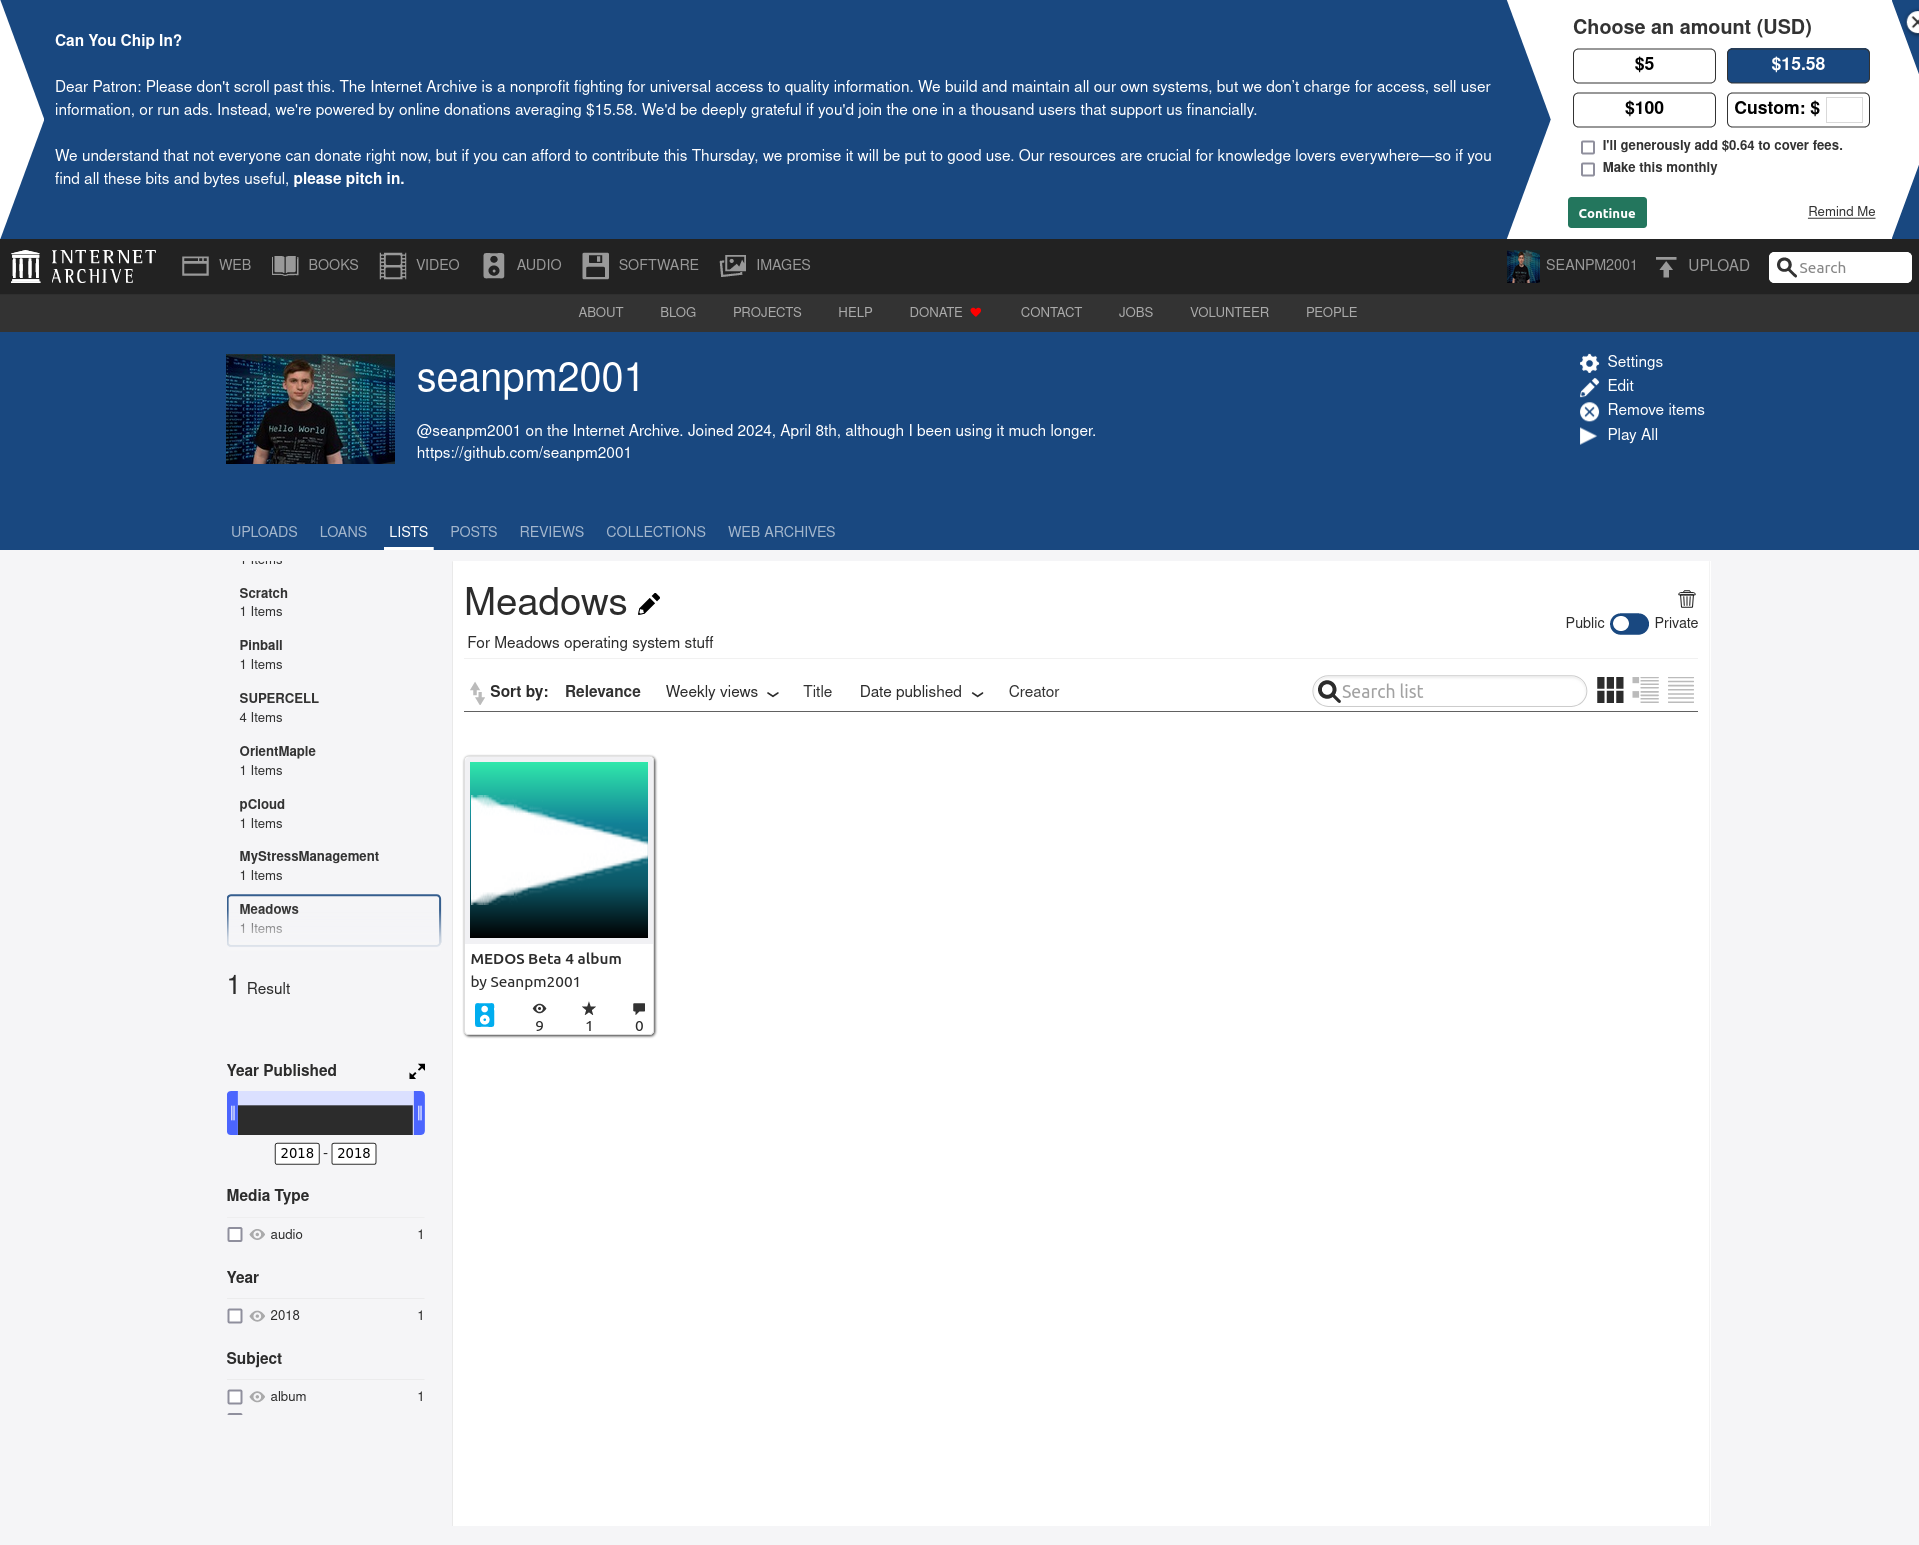 Can You Chip In?
Dear Patron: Please don't scroll past this. The Internet Archive is a nonprofit fighting for universal access to quality information. We build and maintain all our own systems, but we don't charge for access, sell user
information, or run ads. Instead, we're powered by online donations averaging $15.58. We'd be deeply grateful if you'd join the one in a thousand users that support us financially.
We understand that not everyone can donate right now, but if you can afford to contribute this Thursday, we promise it will be put to good use. Our resources are crucial for knowledge lovers everywhere—so if you
find all these bits and bytes useful, please pitch in.
Choose an amount (USD)
$5 $15.58
$100 Custom: $
I'll generously add $0.64 to cover fees.
Make this monthly
Continue Remind Me
INTERNET
ARCHIVE
WEB BOOKS VIDEO AUDIO SOFTWARE IMAGES SEANPM2001 UPLOAD Search
ABOUT BLOG PROJECTS HELP DONATE CONTACT JOBS VOLUNTEER PEOPLE
Hello World
seanpm2001
@seanpm2001 on the Internet Archive. Joined 2024, April 8th, although I been using it much longer.
https://github.com/seanpm2001
Settings
Edit
Remove items
Play All
UPLOADS LOANS LISTS POSTS REVIEWS COLLECTIONS WEB ARCHIVES
1 Items
Scratch
1 Items
Pinball
1 Items
SUPERCELL
4 Items
OrientMaple
1 Items
pCloud
1 Items
MyStressManagement
1 Items
Meadows
1 Items
1 Result
Year Published
2018 - 2018
Media Type
audio 1
Year
2018 1
Subject
album 1
Meadows
For Meadows operating system stuff
Public Private
Sort by: Relevance Weekly views Title Date published Creator Search list
MEDOS Beta 4 album
by Seanpm2001
9 1 0